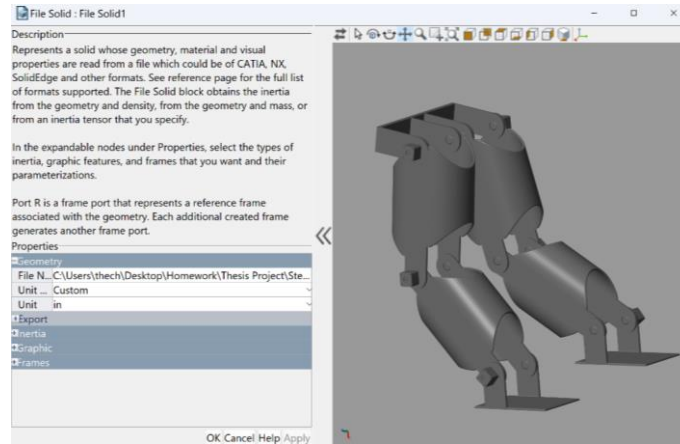 File Solid : File Solid1
Description
Represents a solid whose geometry, material and visual
properties are read from a file which could be of CATIA, NX,
SolidEdge and other formats. See reference page for the full list
of formats supported. The File Solid block obtains the inertia
from the geometry and density, from the geometry and mass, or
from an inertia tensor that you specify.
In the expandable nodes under Properties, select the types of
inertia, graphic features, and frames that you want and their
parameterizations.
Port R is a frame port that represents a reference frame
associated with the geometry. Each additional created frame
generates another frame port.
Properties
Geometry
File N... C:\Users\thech\Desktop\Homework\Thesis Project\Ste...
Unit ... Custom
Unit in
Export
Inertia
Graphic
Frames
OK Cancel Help Apply